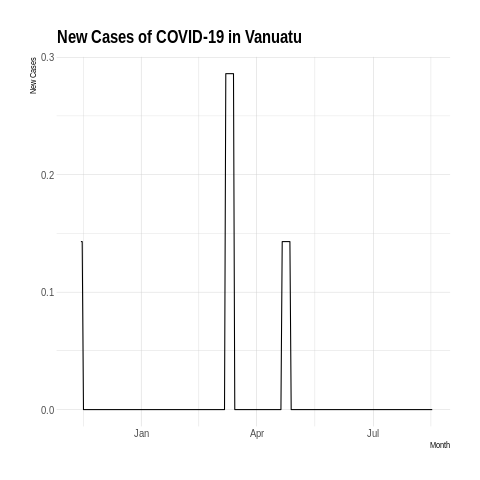 New Cases of COVID-19 in Vanuatu
New Cases
0.3
0.2
0.1
0.0
Jan Apr Jul
Month